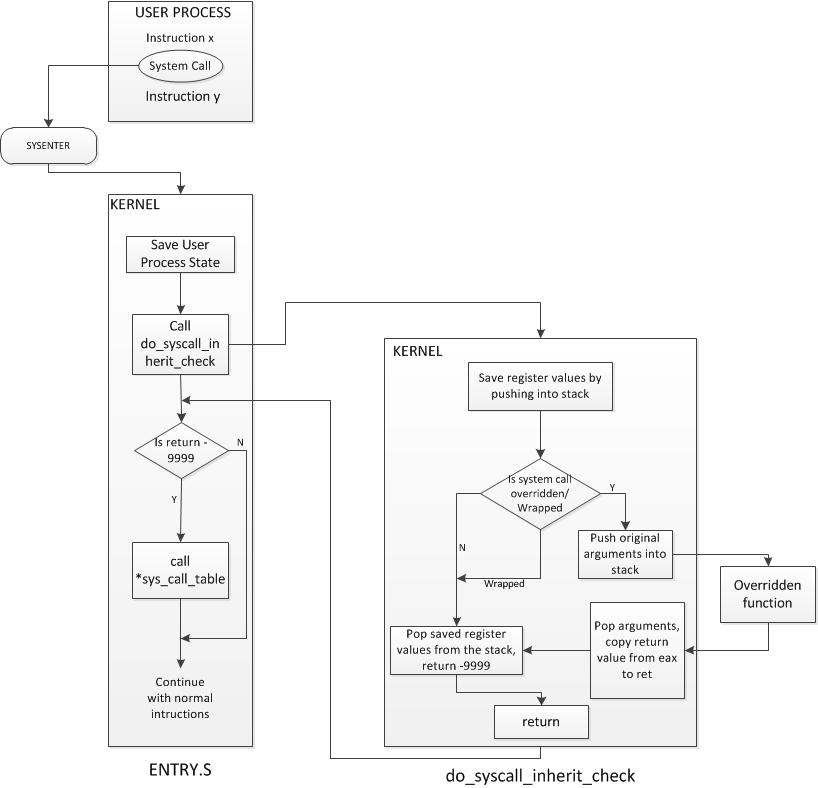 USER PROCESS
Instruction x
System Call
Instruction y
SYSENTER
KERNEL
Save User
Process State
Call
do_syscall_in
herit_check
Is return -
9999
N
Y
call
*sys_call_table
Continue
with normal
intructions
ENTRY.S
KERNEL
Save register values by
pushing into stack
Is system call
overridden/
Wrapped
Y
N
Wrapped
Push original
arguments into
stack
Overridden
function
Pop arguments,
copy return
value from eax
to ret
Pop saved register
values from the stack,
return -9999
return
do_syscall_inherit_check